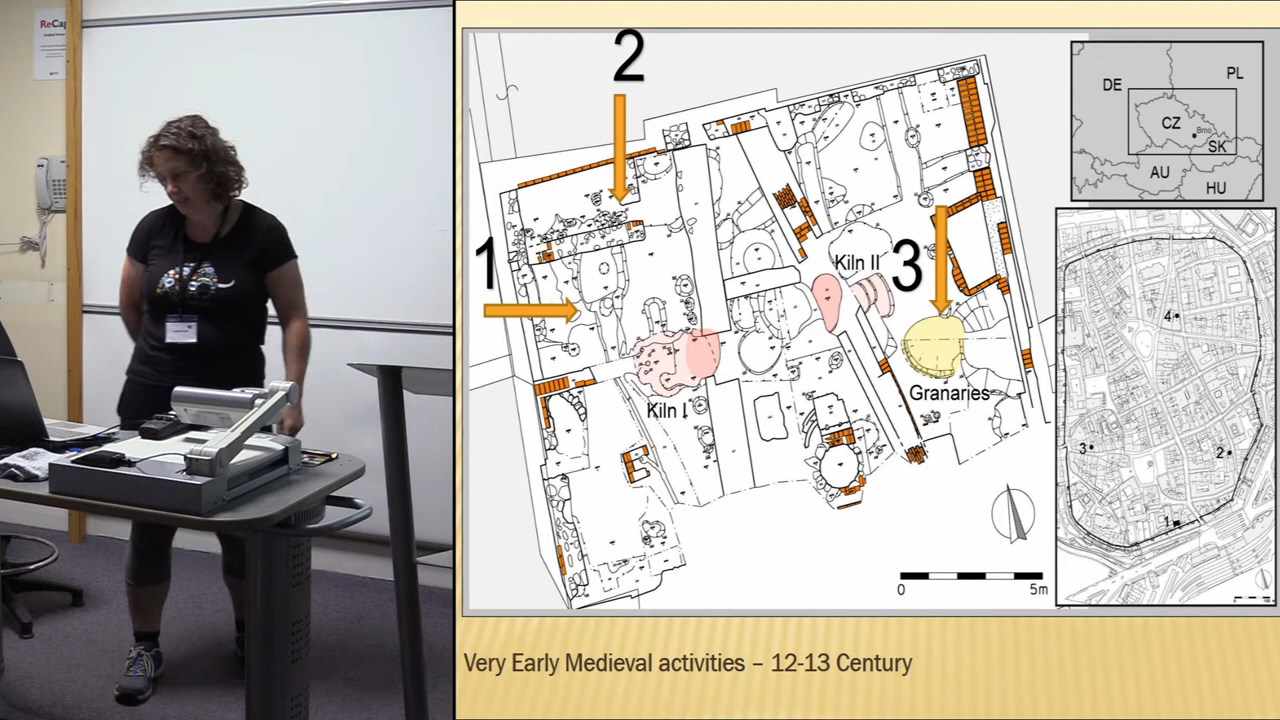 ReCap
2
1
3
Kiln II
Kiln I
Granaries
0
5m
DE
PL
CZ
Brno
SK
AU
HU
4
3
2
1
Very Early Medieval activities – 12-13 Century